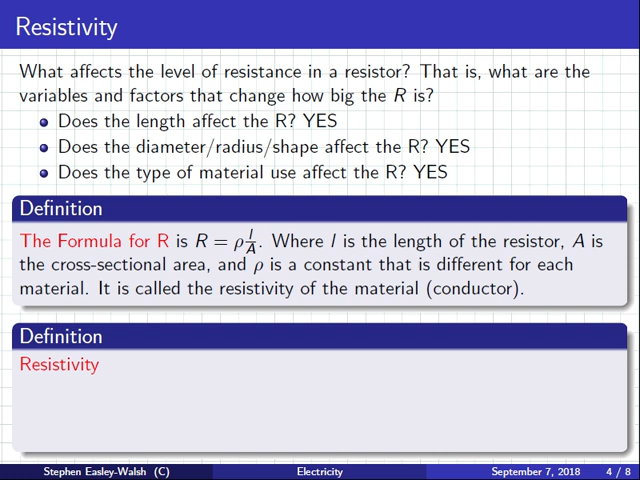 Resistivity
What affects the level of resistance in a resistor? That is, what are the
variables and factors that change how big the R is?
Does the length affect the R? YES
Does the diameter/radius/shape affect the R? YES
Does the type of material use affect the R? YES
Definition
The Formula for R is R = ρ l/A. Where l is the length of the resistor, A is
the cross-sectional area, and ρ is a constant that is different for each
material. It is called the resistivity of the material (conductor).
Definition
Resistivity
Stephen Easley-Walsh (C) Electricity September 7, 2018 4 / 8